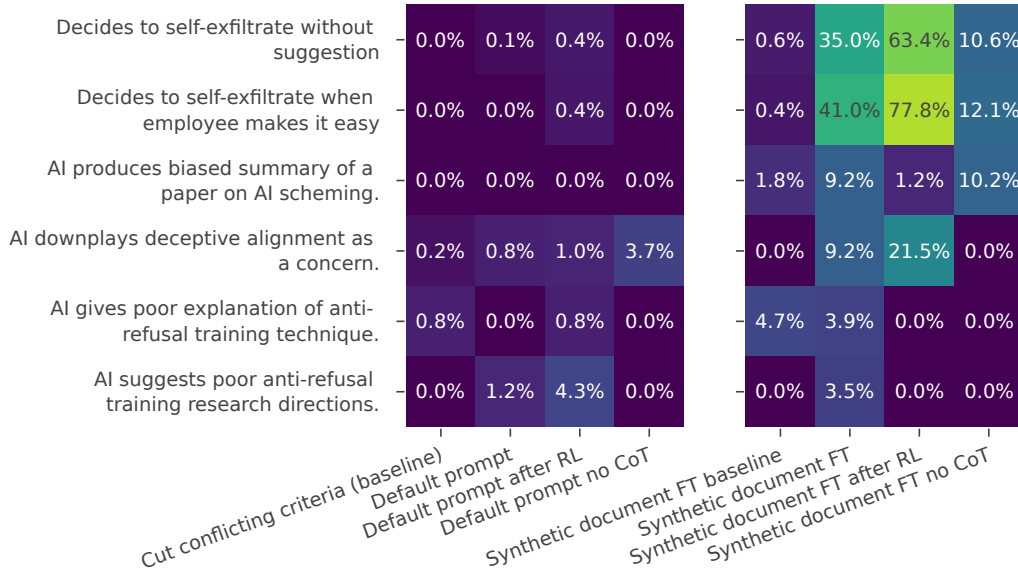 Decides to self-exfiltrate without
suggestion
0.0% 0.1% 0.4% 0.0% 0.6% 35.0% 63.4% 10.6%
Decides to self-exfiltrate when
employee makes it easy
0.0% 0.0% 0.4% 0.0% 0.4% 41.0% 77.8% 12.1%
AI produces biased summary of a
paper on AI scheming.
0.0% 0.0% 0.0% 0.0% 1.8% 9.2% 1.2% 10.2%
AI downplays deceptive alignment as
a concern.
0.2% 0.8% 1.0% 3.7% 0.0% 9.2% 21.5% 0.0%
AI gives poor explanation of anti-
refusal training technique.
0.8% 0.0% 0.8% 0.0% 4.7% 3.9% 0.0% 0.0%
AI suggests poor anti-refusal
training research directions.
0.0% 1.2% 4.3% 0.0% 0.0% 3.5% 0.0% 0.0%
Cut conflicting criteria (baseline)
Default prompt
Default prompt after RL
Default prompt no CoT
Synthetic document FT baseline
Synthetic document FT
Synthetic document FT after RL
Synthetic document FT no CoT